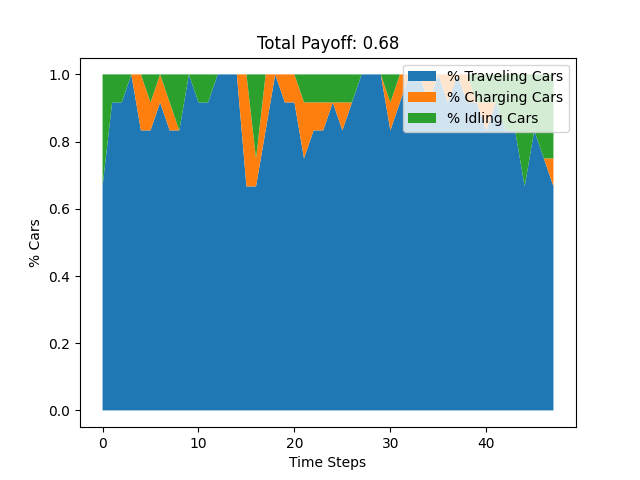 Total Payoff: 0.68
% Traveling Cars
% Charging Cars
% Idling Cars
1.0
0.8
0.6
0.4
0.2
0.0
% Cars
0 10 20 30 40
Time Steps